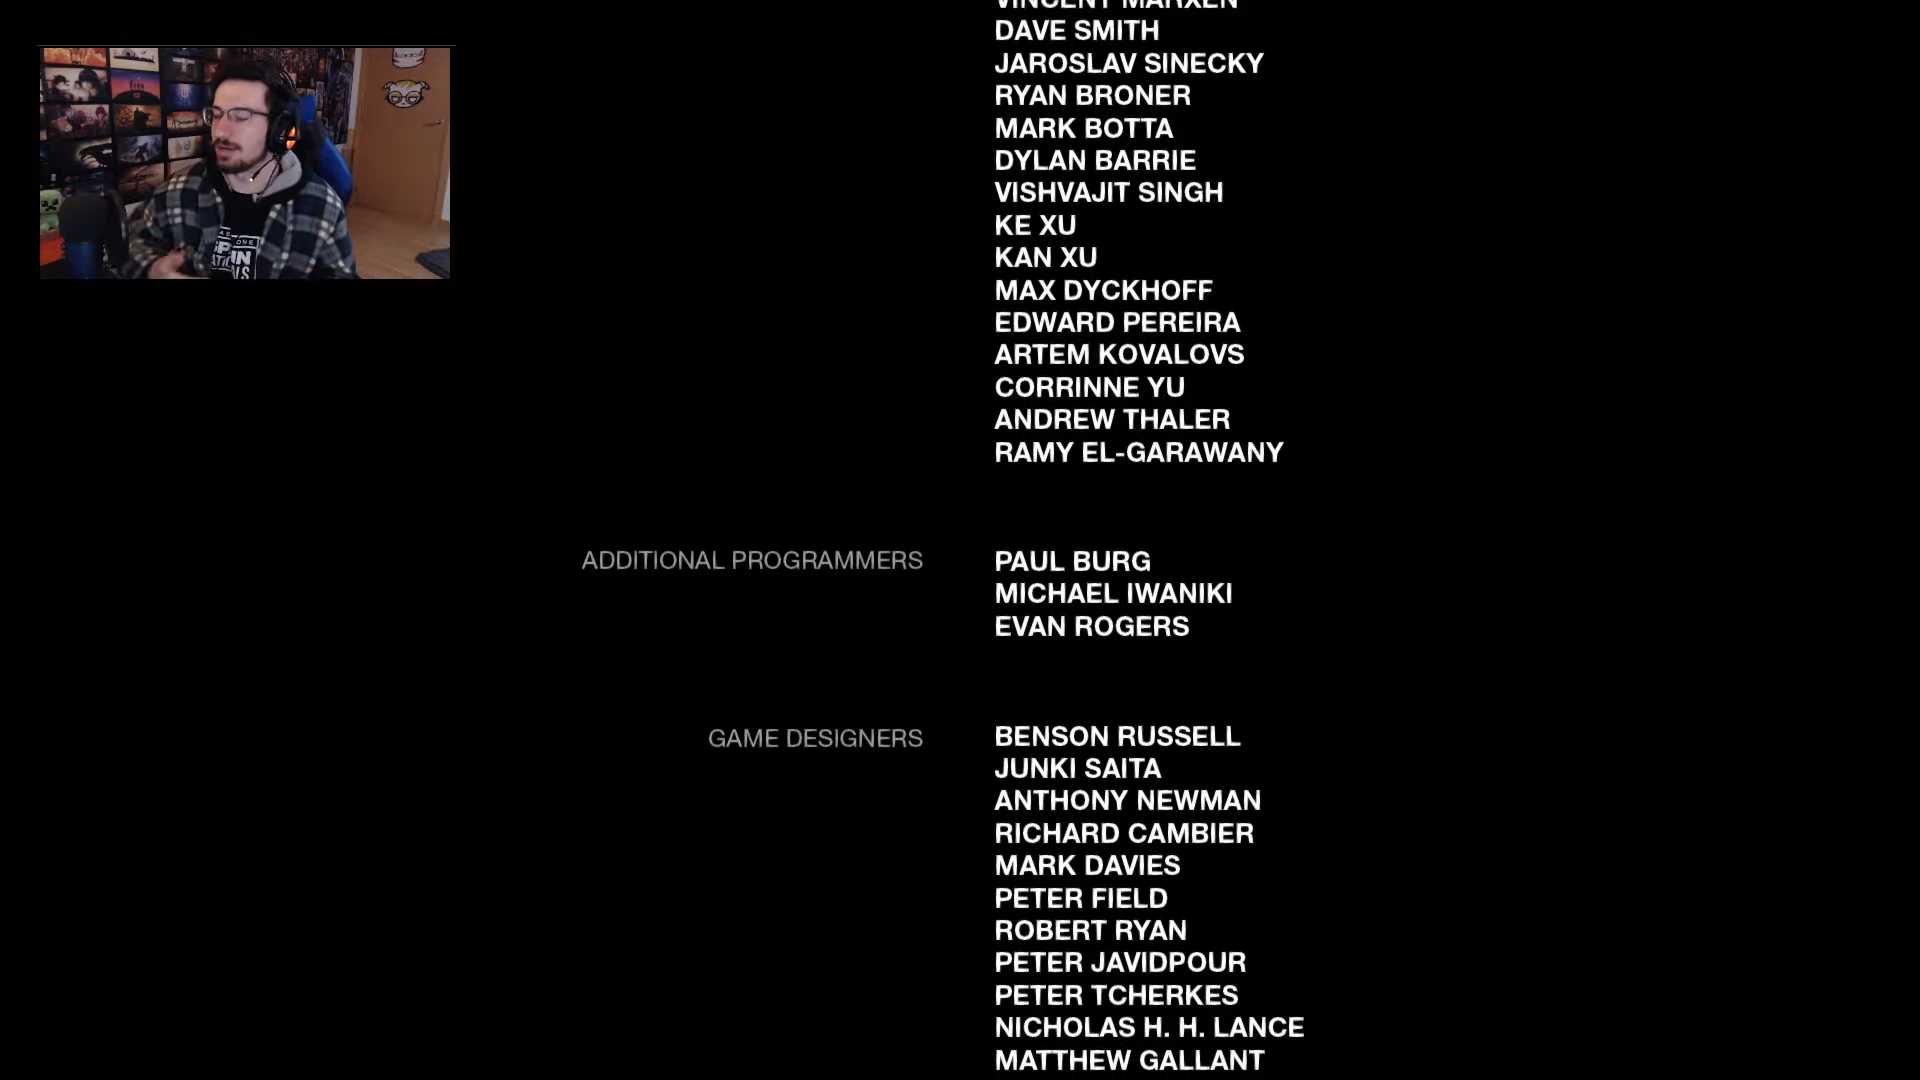 VINCENT MARXEN
DAVE SMITH
JAROSLAV SINECKY
RYAN BRONER
MARK BOTTA
DYLAN BARRIE
VISHVAJIT SINGH
KE XU
KAN XU
MAX DYCKHOFF
EDWARD PEREIRA
ARTEM KOVALOVS
CORRINNE YU
ANDREW THALER
RAMY EL-GARAWANY
ADDITIONAL PROGRAMMERS PAUL BURG
MICHAEL IWANIKI
EVAN ROGERS
GAME DESIGNERS BENSON RUSSELL
JUNKI SAITA
ANTHONY NEWMAN
RICHARD CAMBIER
MARK DAVIES
PETER FIELD
ROBERT RYAN
PETER JAVIDPOUR
PETER TCHERKES
NICHOLAS H. H. LANCE
MATTHEW GALLANT